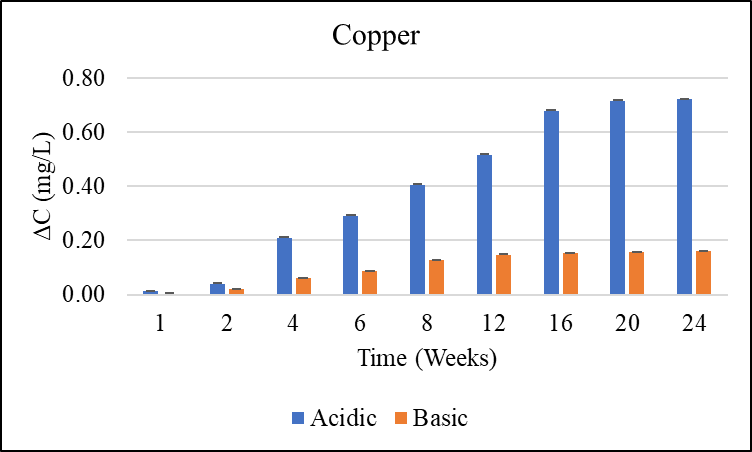 Copper
0.80
0.60
0.40
0.20
0.00
ΔC (mg/L)
1 2 4 6 8 12 16 20 24
Time (Weeks)
Acidic Basic